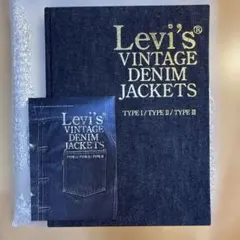 Levi's®
VINTAGE
DENIM
JACKETS
TYPE I / TYPE II / TYPE III
Levi's
VINTAGE
DENIM
JACKETS